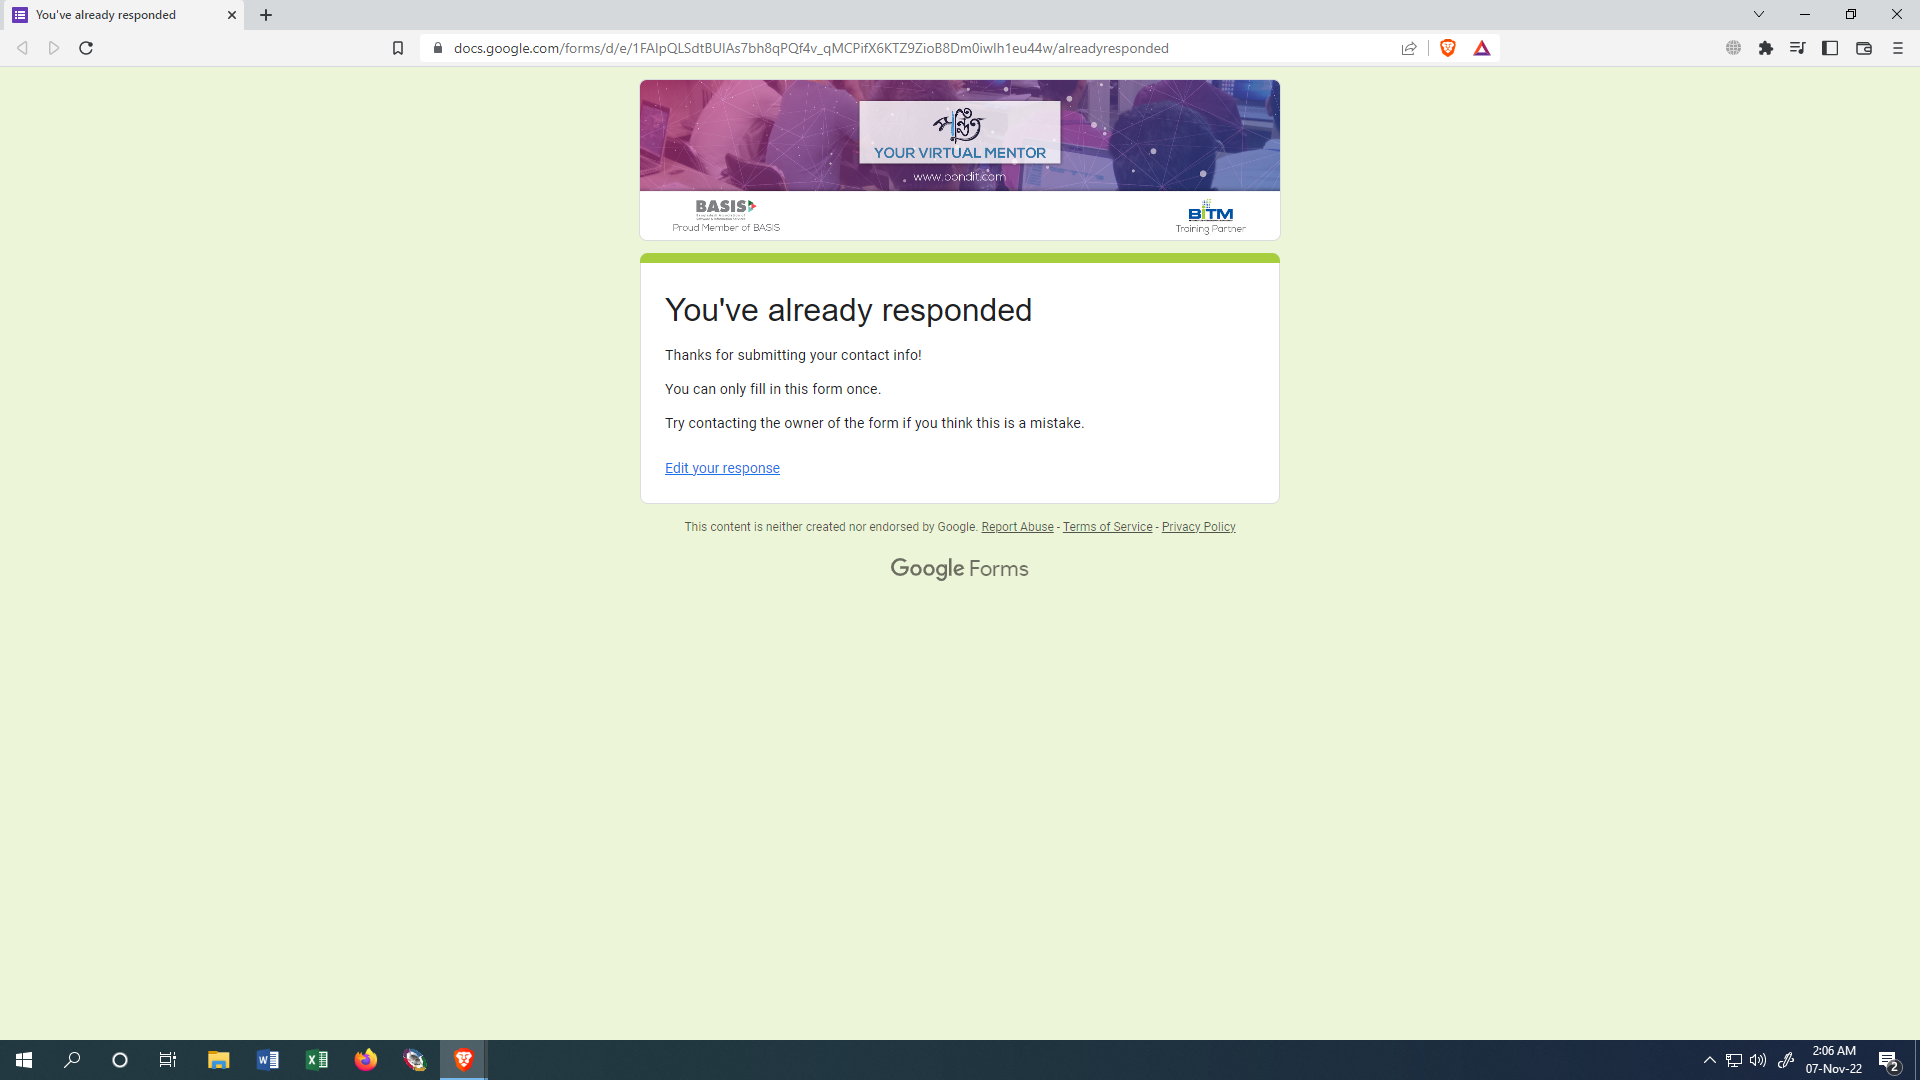 You've already responded
docs.google.com/forms/d/e/1FAIpQLSdtBUIAs7bh8qPQf4v_qMCPifX6KTZ9ZioB8Dm0iwlh1eu44w/alreadyresponded
YOUR VIRTUAL MENTOR
www.pondit.com
BASIS
Proud Member of BASIS
BITM
Training Partner
You've already responded
Thanks for submitting your contact info!
You can only fill in this form once.
Try contacting the owner of the form if you think this is a mistake.
Edit your response
This content is neither created nor endorsed by Google. Report Abuse - Terms of Service - Privacy Policy
Google Forms
2:06 AM
07-Nov-22
2